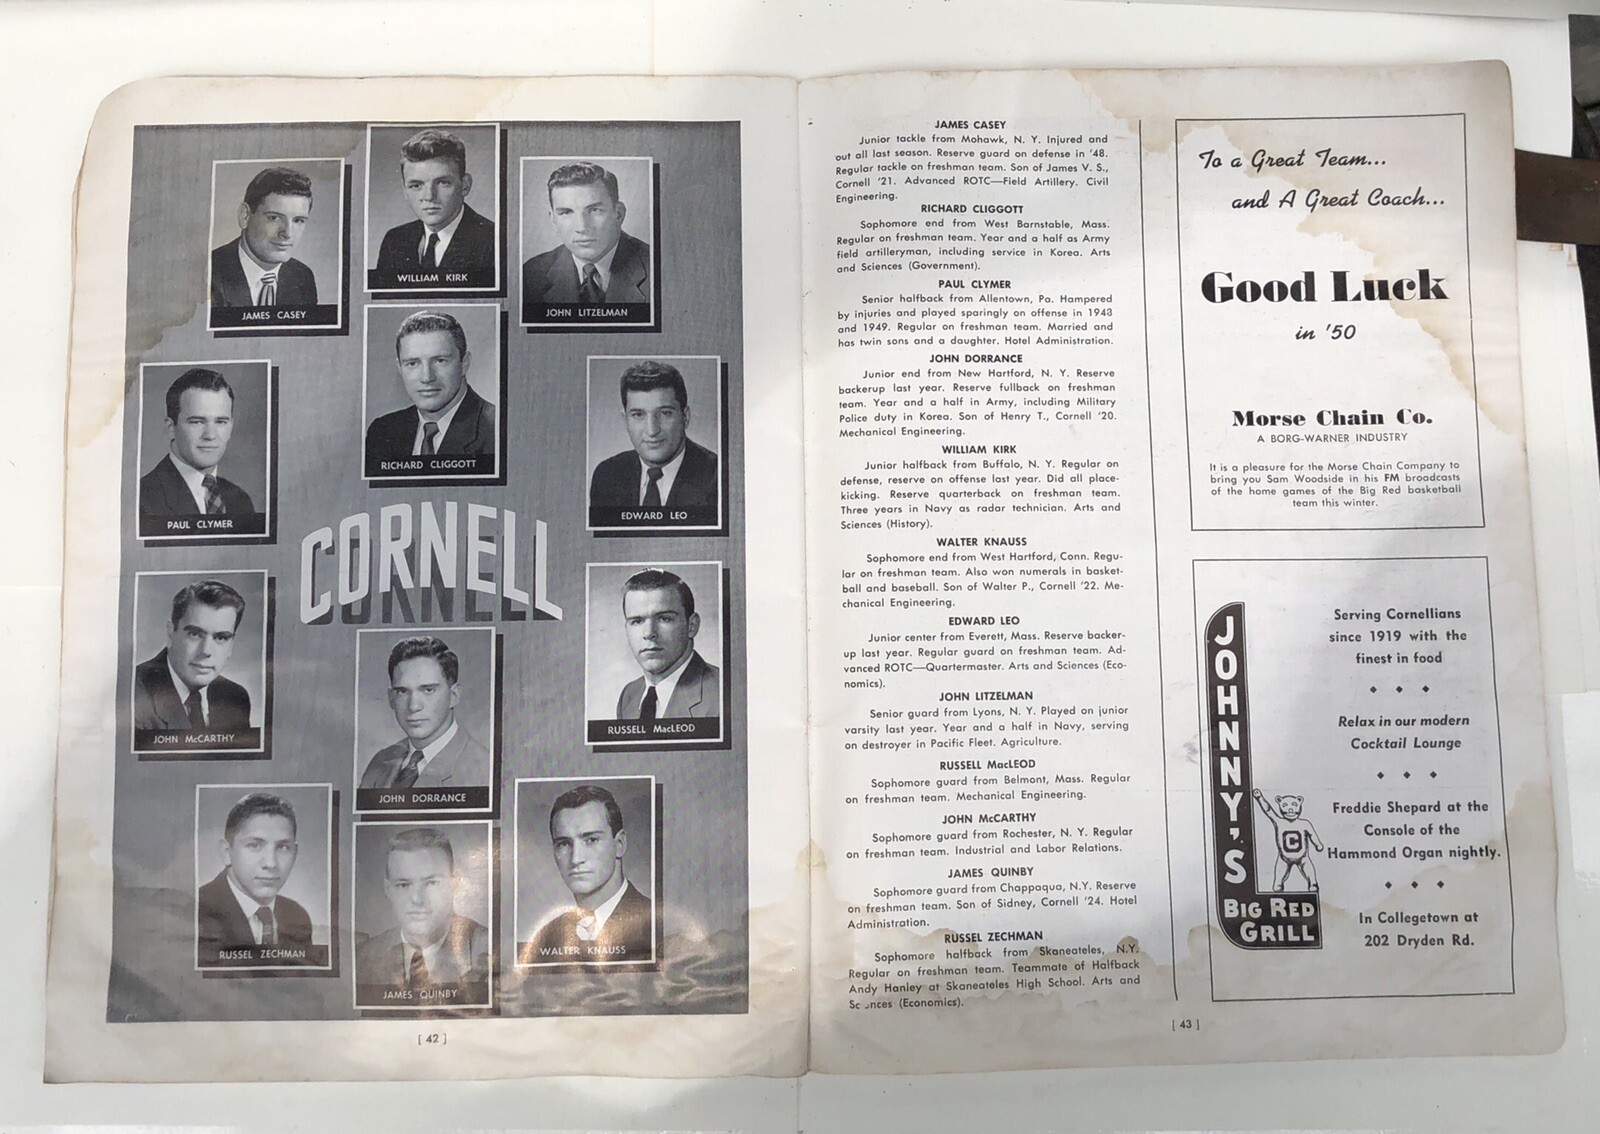 JAMES CASEY
WILLIAM KIRK
JOHN LITZELMAN
RICHARD CLIGGOTT
PAUL CLYMER
EDWARD LEO
CORNELL
JOHN McCARTHY
RUSSELL MacLEOD
JOHN DORRANCE
RUSSEL ZECHMAN
WALTER KNAUSS
JAMES QUINBY
[ 42 ]
JAMES CASEY
Junior tackle from Mohawk, N. Y. Injured and
out all last season. Reserve guard on defense in '48.
Regular tackle on freshman team. Son of James V. S.,
Cornell '21. Advanced ROTC—Field Artillery. Civil
Engineering.
RICHARD CLIGGOTT
Sophomore end from West Barnstable, Mass.
Regular on freshman team. Year and a half as Army
field artilleryman, including service in Korea. Arts
and Sciences (Government).
PAUL CLYMER
Senior halfback from Allentown, Pa. Hampered
by injuries and played sparingly on offense in 1948
and 1949. Regular on freshman team. Married and
has twin sons and a daughter. Hotel Administration.
JOHN DORRANCE
Junior end from New Hartford, N. Y. Reserve
backerup last year. Reserve fullback on freshman
team. Year and a half in Army, including Military
Police duty in Korea. Son of Henry T., Cornell '20.
Mechanical Engineering.
WILLIAM KIRK
Junior halfback from Buffalo, N. Y. Regular on
defense, reserve on offense last year. Did all place-
kicking. Reserve quarterback on freshman team.
Three years in Navy as radar technician. Arts and
Sciences (History).
WALTER KNAUSS
Sophomore end from West Hartford, Conn. Regu-
lar on freshman team. Also won numerals in basket-
ball and baseball. Son of Walter P., Cornell '22. Me-
chanical Engineering.
EDWARD LEO
Junior center from Everett, Mass. Reserve backer-
up last year. Regular guard on freshman team. Ad-
vanced ROTC—Quartermaster. Arts and Sciences (Eco-
nomics).
JOHN LITZELMAN
Senior guard from Lyons, N. Y. Played on junior
varsity last year. Year and a half in Navy, serving
on destroyer in Pacific Fleet. Agriculture.
RUSSELL MacLEOD
Sophomore guard from Belmont, Mass. Regular
on freshman team. Mechanical Engineering.
JOHN McCARTHY
Sophomore guard from Rochester, N. Y. Regular
on freshman team. Industrial and Labor Relations.
JAMES QUINBY
Sophomore guard from Chappaqua, N.Y. Reserve
on freshman team. Son of Sidney, Cornell '24. Hotel
Administration.
RUSSEL ZECHMAN
Sophomore halfback from Skaneateles, N.Y.
Regular on freshman team. Teammate of Halfback
Andy Hanley at Skaneateles High School. Arts and
(Economics).
To a Great Team...
and A Great Coach...
Good Luck
in '50
Morse Chain Co.
A BORG-WARNER INDUSTRY
It is a pleasure for the Morse Chain Company to
bring you Sam Woodside in his FM broadcasts
of the home games of the Big Red basketball
team this winter.
JOHNNY'S
BIG RED
GRILL
C
Serving Cornellians
since 1919 with the
finest in food
Relax in our modern
Cocktail Lounge
Freddie Shepard at the
Console of the
Hammond Organ nightly.
In Collegetown at
202 Dryden Rd.
[ 43 ]